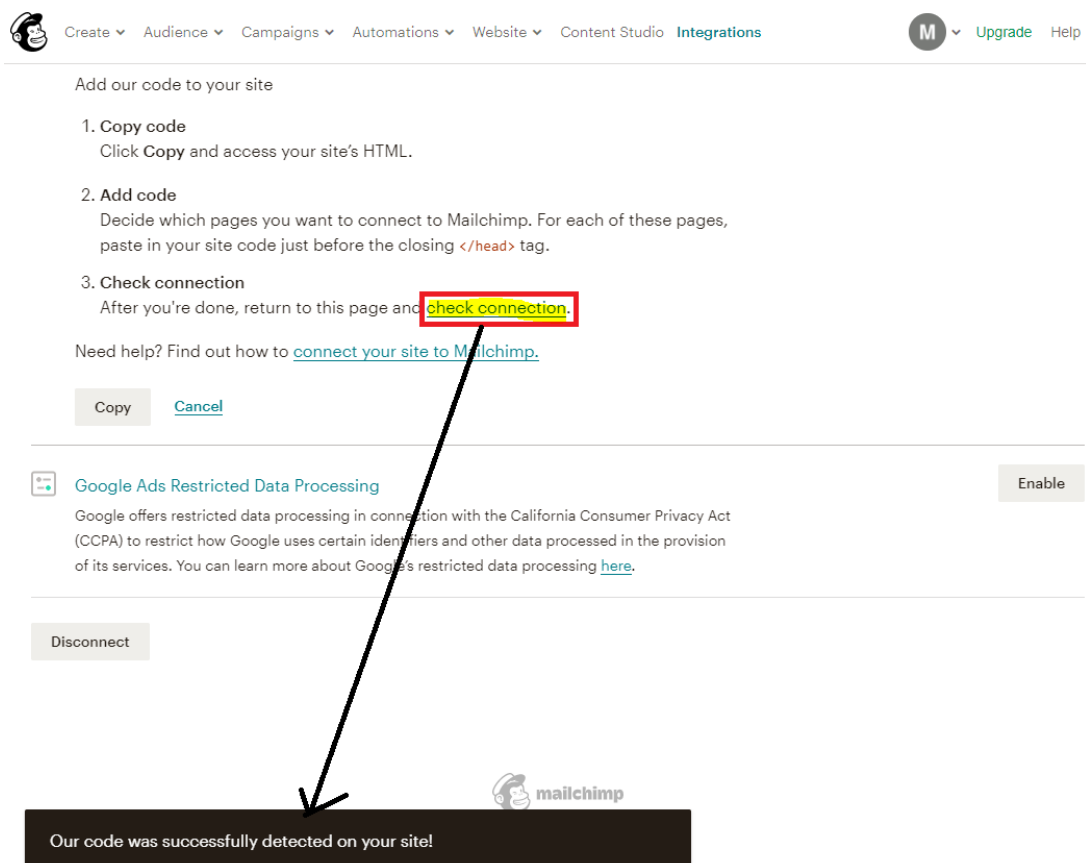 Create Audience Campaigns Automations Website Content Studio Integrations M Upgrade Help
Add our code to your site
1. Copy code
Click Copy and access your site's HTML.
2. Add code
Decide which pages you want to connect to Mailchimp. For each of these pages,
paste in your site code just before the closing </head> tag.
3. Check connection
After you're done, return to this page and check connection.
Need help? Find out how to connect your site to Mailchimp.
Copy Cancel
Google Ads Restricted Data Processing Enable
Google offers restricted data processing in connection with the California Consumer Privacy Act
(CCPA) to restrict how Google uses certain identifiers and other data processed in the provision
of its services. You can learn more about Google's restricted data processing here.
Disconnect
mailchimp
Our code was successfully detected on your site!